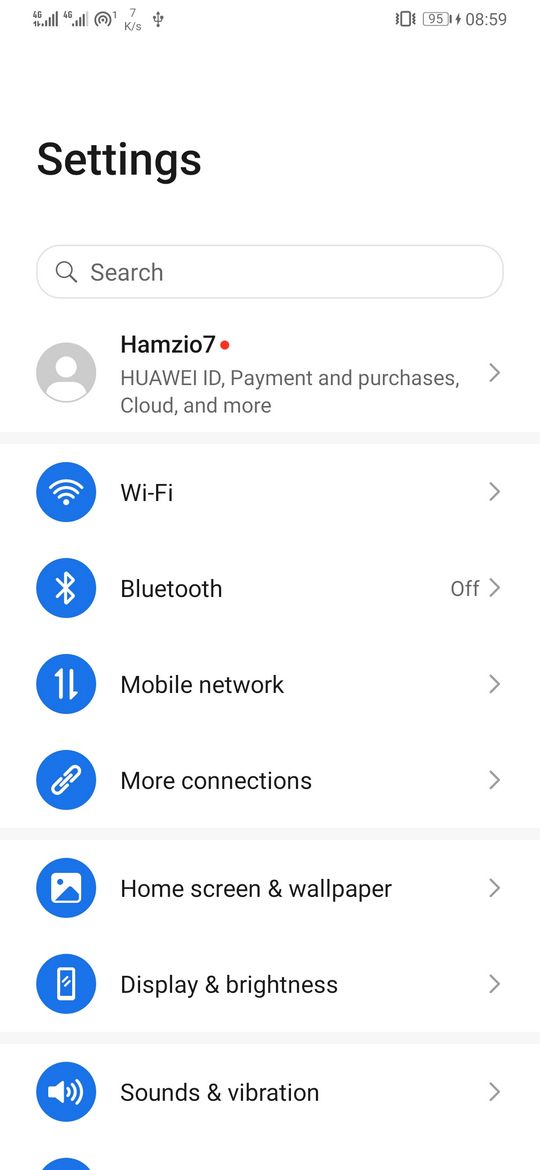 4G 4G 1 7 K/s 95 08:59
Settings
Search
Hamzio7
HUAWEI ID, Payment and purchases,
Cloud, and more
Wi-Fi
Bluetooth Off
Mobile network
More connections
Home screen & wallpaper
Display & brightness
Sounds & vibration